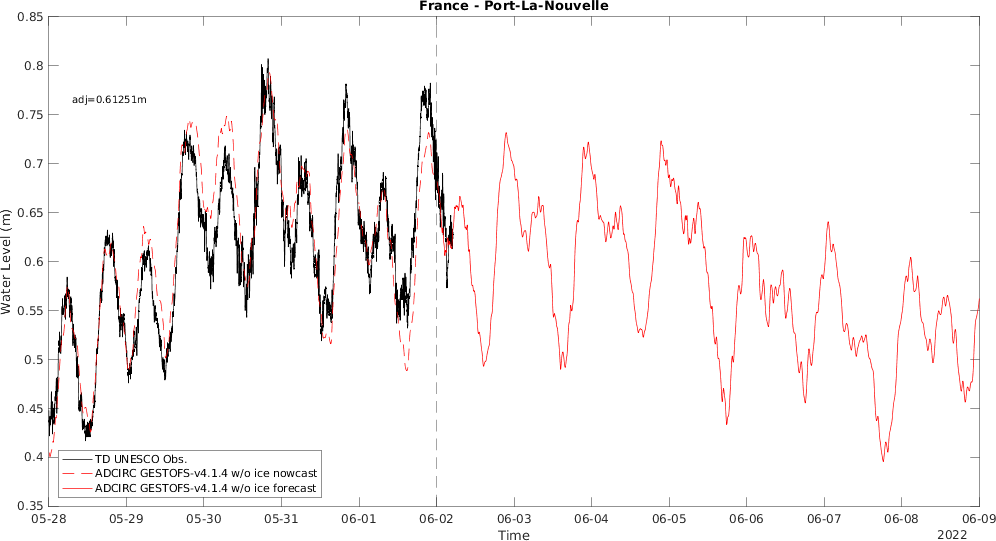 France - Port-La-Nouvelle
0.85
0.8
0.75
0.7
0.65
0.6
0.55
0.5
0.45
0.4
0.35
Water Level (m)
adj=0.61251m
TD UNESCO Obs.
ADCIRC GESTOFS-v4.1.4 w/o ice nowcast
ADCIRC GESTOFS-v4.1.4 w/o ice forecast
05-28 05-29 05-30 05-31 06-01 06-02 06-03 06-04 06-05 06-06 06-07 06-08 06-09
Time
2022